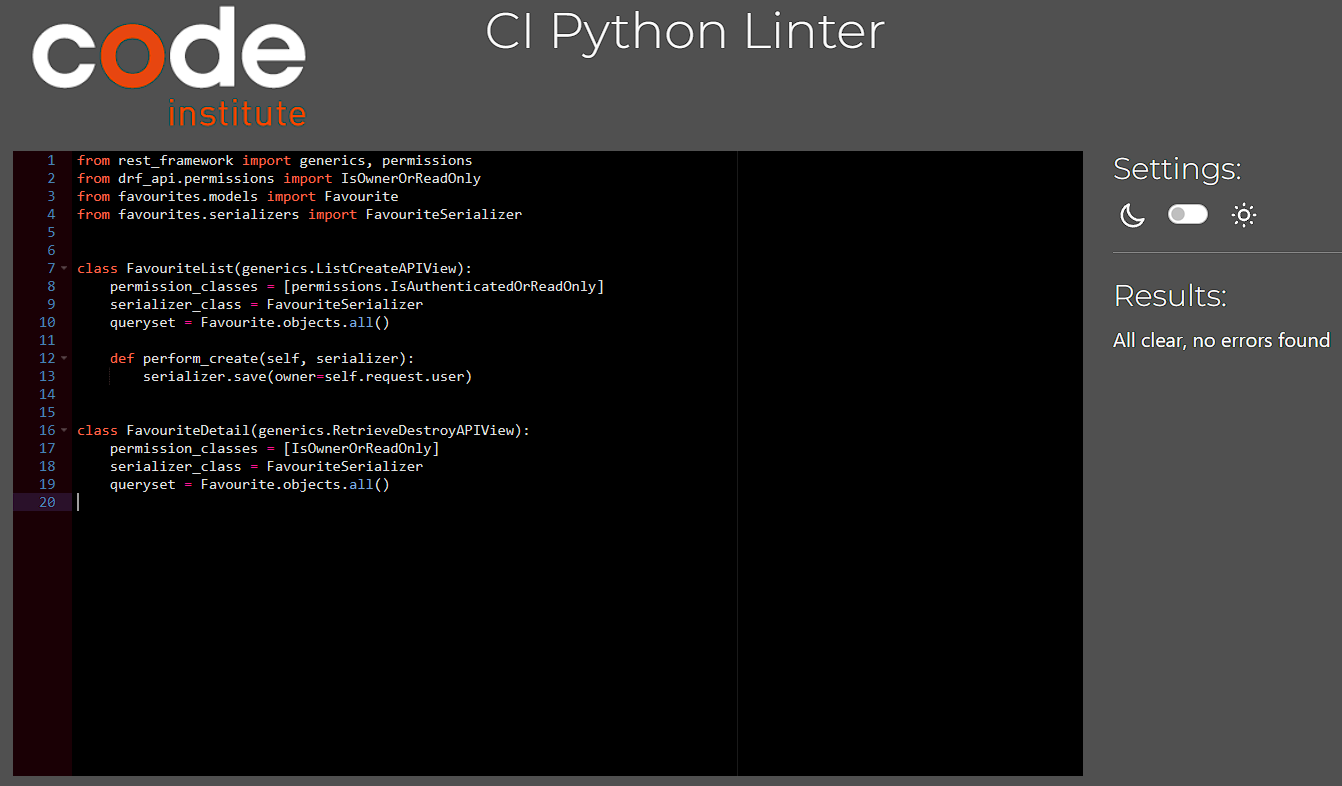 code
institute
CI Python Linter
1 from rest_framework import generics, permissions
2 from drf_api.permissions import IsOwnerOrReadOnly
3 from favourites.models import Favourite
4 from favourites.serializers import FavouriteSerializer
5
6
7 class FavouriteList(generics.ListCreateAPIView):
8     permission_classes = [permissions.IsAuthenticatedOrReadOnly]
9     serializer_class = FavouriteSerializer
10     queryset = Favourite.objects.all()
11
12     def perform_create(self, serializer):
13         serializer.save(owner=self.request.user)
14
15
16 class FavouriteDetail(generics.RetrieveDestroyAPIView):
17     permission_classes = [IsOwnerOrReadOnly]
18     serializer_class = FavouriteSerializer
19     queryset = Favourite.objects.all()
20
Settings:
Results:
All clear, no errors found